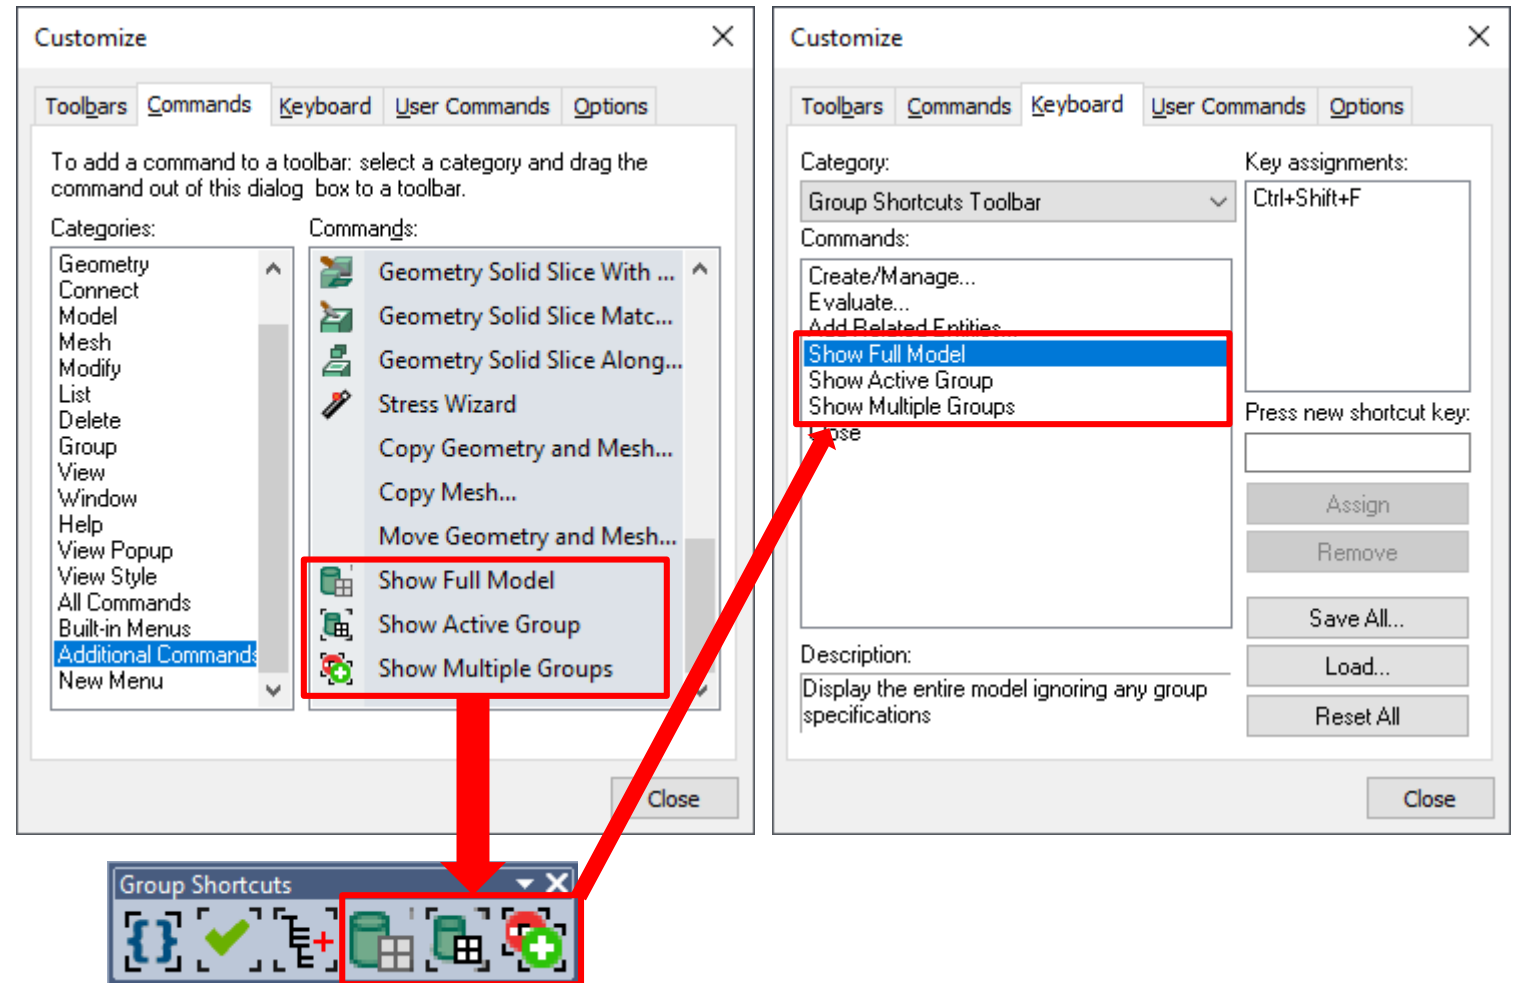 Customize
Toolbars Commands Keyboard User Commands Options
To add a command to a toolbar: select a category and drag the
command out of this dialog box to a toolbar.
Categories:
Geometry
Connect
Model
Mesh
Modify
List
Delete
Group
View
Window
Help
View Popup
View Style
All Commands
Built-in Menus
Additional Commands
New Menu
Commands:
Geometry Solid Slice With ...
Geometry Solid Slice Matc...
Geometry Solid Slice Along...
Stress Wizard
Copy Geometry and Mesh...
Copy Mesh...
Move Geometry and Mesh...
Show Full Model
Show Active Group
Show Multiple Groups
Close
Customize
Toolbars Commands Keyboard User Commands Options
Category:
Group Shortcuts Toolbar
Commands:
Create/Manage...
Evaluate...
Add Related Entities...
Show Full Model
Show Active Group
Show Multiple Groups
Close
Description:
Display the entire model ignoring any group
specifications
Key assignments:
Ctrl+Shift+F
Press new shortcut key:
Assign
Remove
Save All...
Load...
Reset All
Close
Group Shortcuts